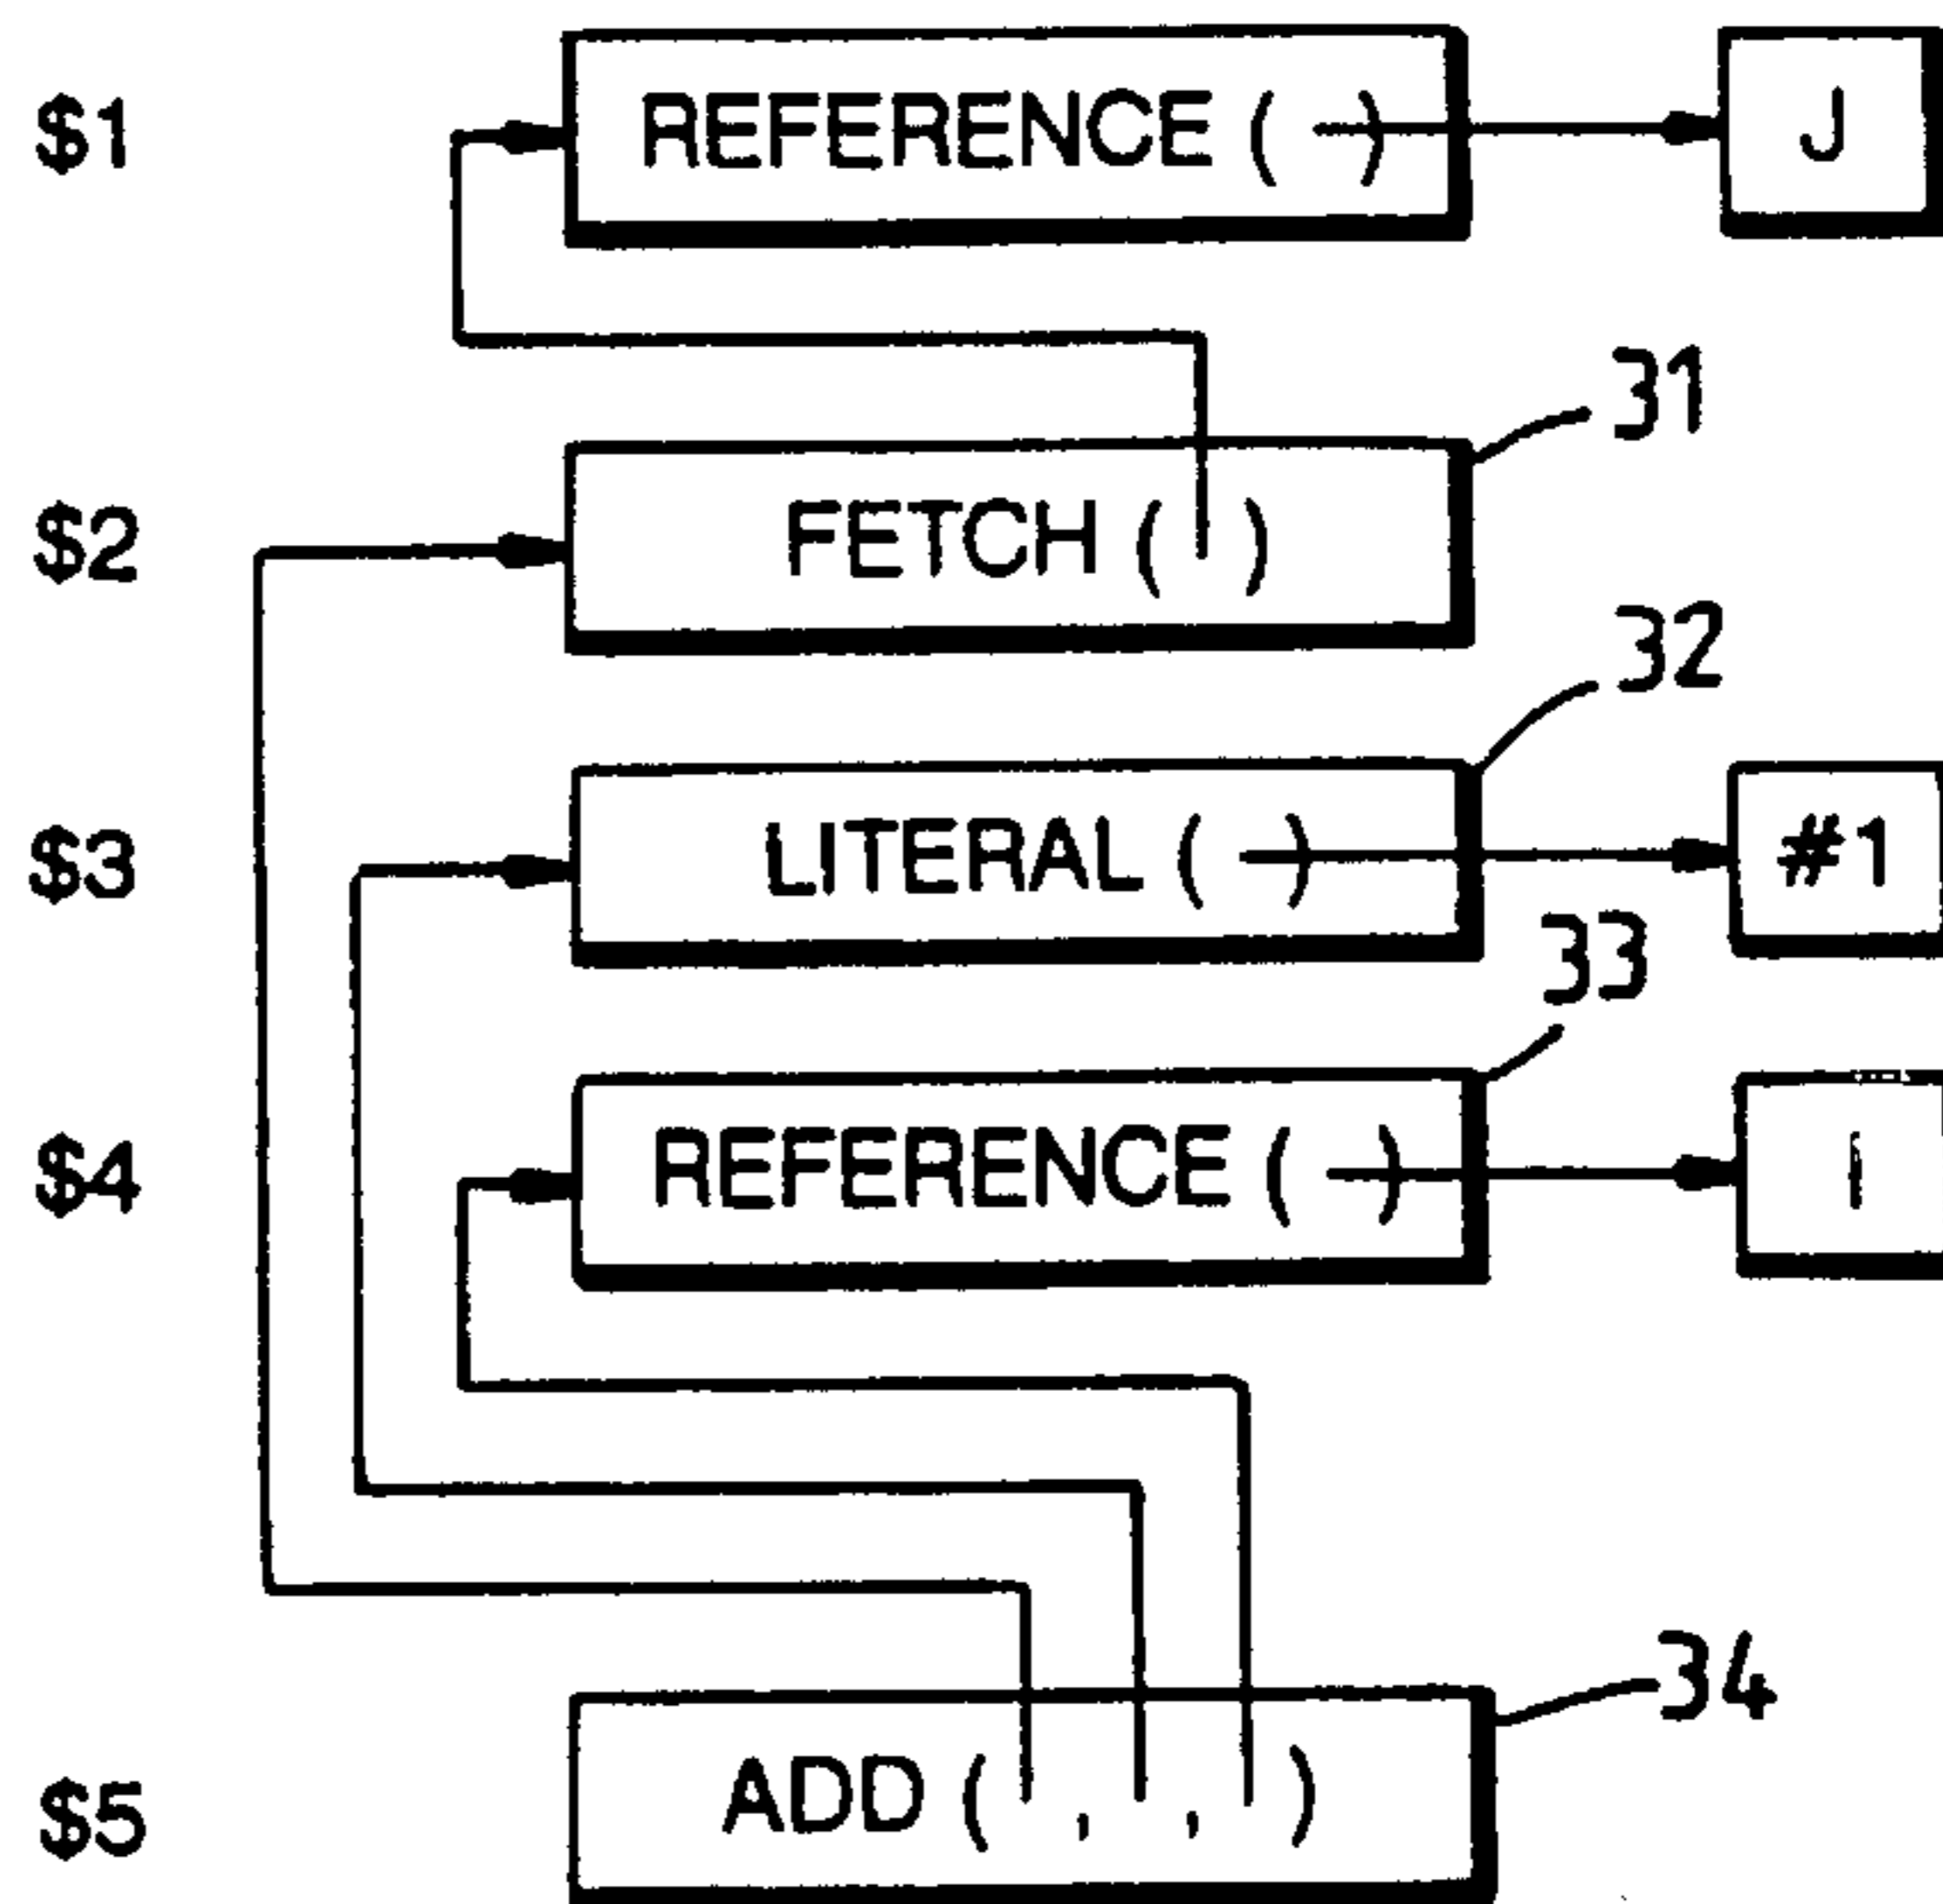 $1 REFERENCE ( ) J
31
$2 FETCH ( )
32
$3 LITERAL ( ) #1
33
$4 REFERENCE ( ) I
34
$5 ADD ( , , )